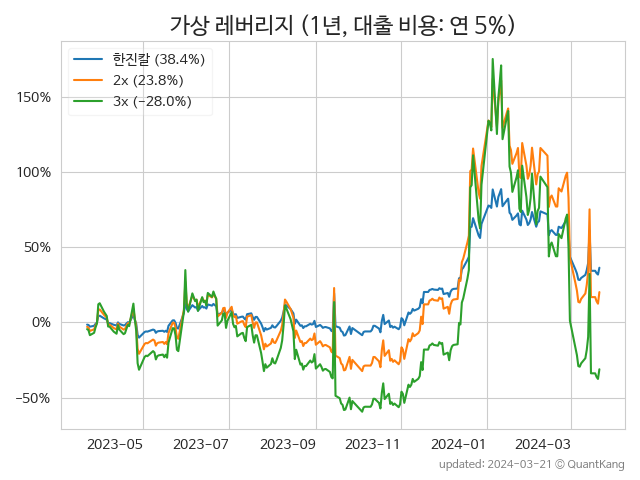 가상 레버리지 (1년, 대출 비용: 연 5%)
한진칼 (38.4%)
2x (23.8%)
3x (−28.0%)
150%
100%
50%
0%
−50%
2023-05 2023-07 2023-09 2023-11 2024-01 2024-03
updated: 2024-03-21 © QuantKang